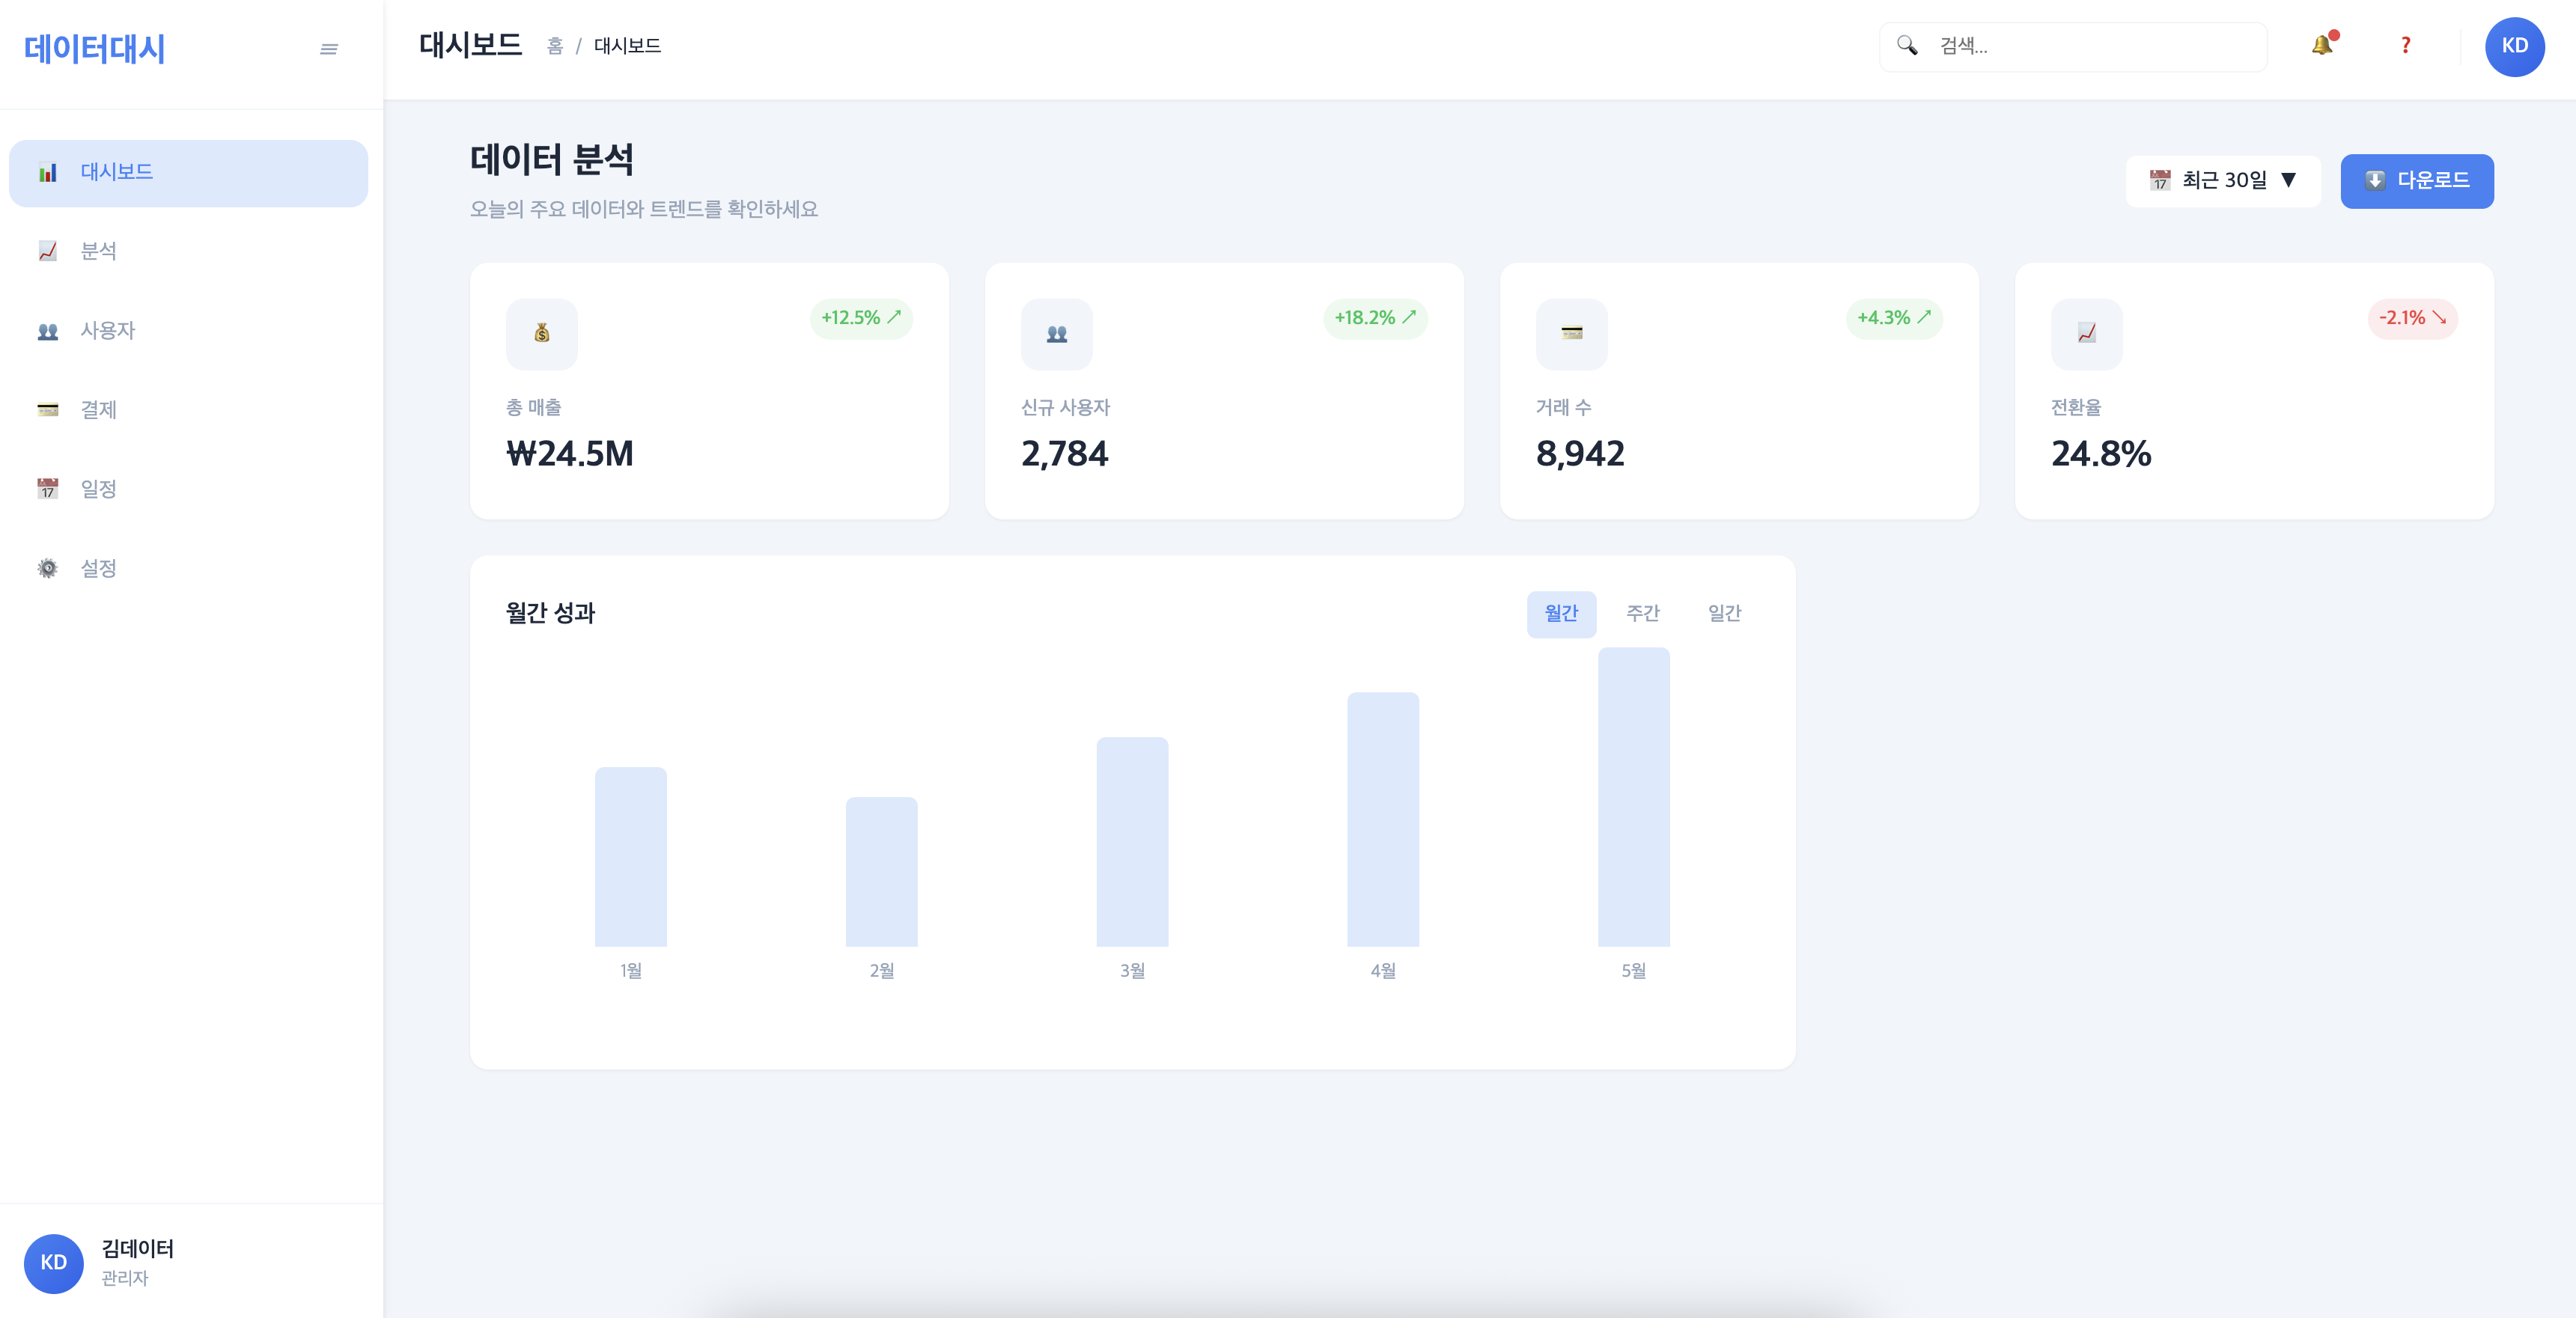 데이터대시
대시보드
분석
사용자
결제
일정
설정
KD
김데이터
관리자
대시보드
홈 / 대시보드
검색...
?
KD
데이터 분석
오늘의 주요 데이터와 트렌드를 확인하세요
17 최근 30일 ▼
다운로드
+12.5% ↗
총 매출
₩24.5M
+18.2% ↗
신규 사용자
2,784
+4.3% ↗
거래 수
8,942
-2.1% ↘
전환율
24.8%
월간 성과
월간 주간 일간
1월 2월 3월 4월 5월